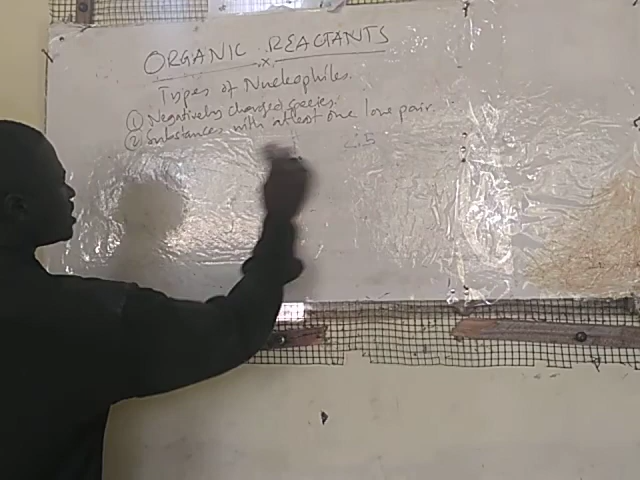 ORGANIC REACTANTS
x
Types of Nucleophiles.
① Negatively charged species.
② Substances with atleast one lone pair.